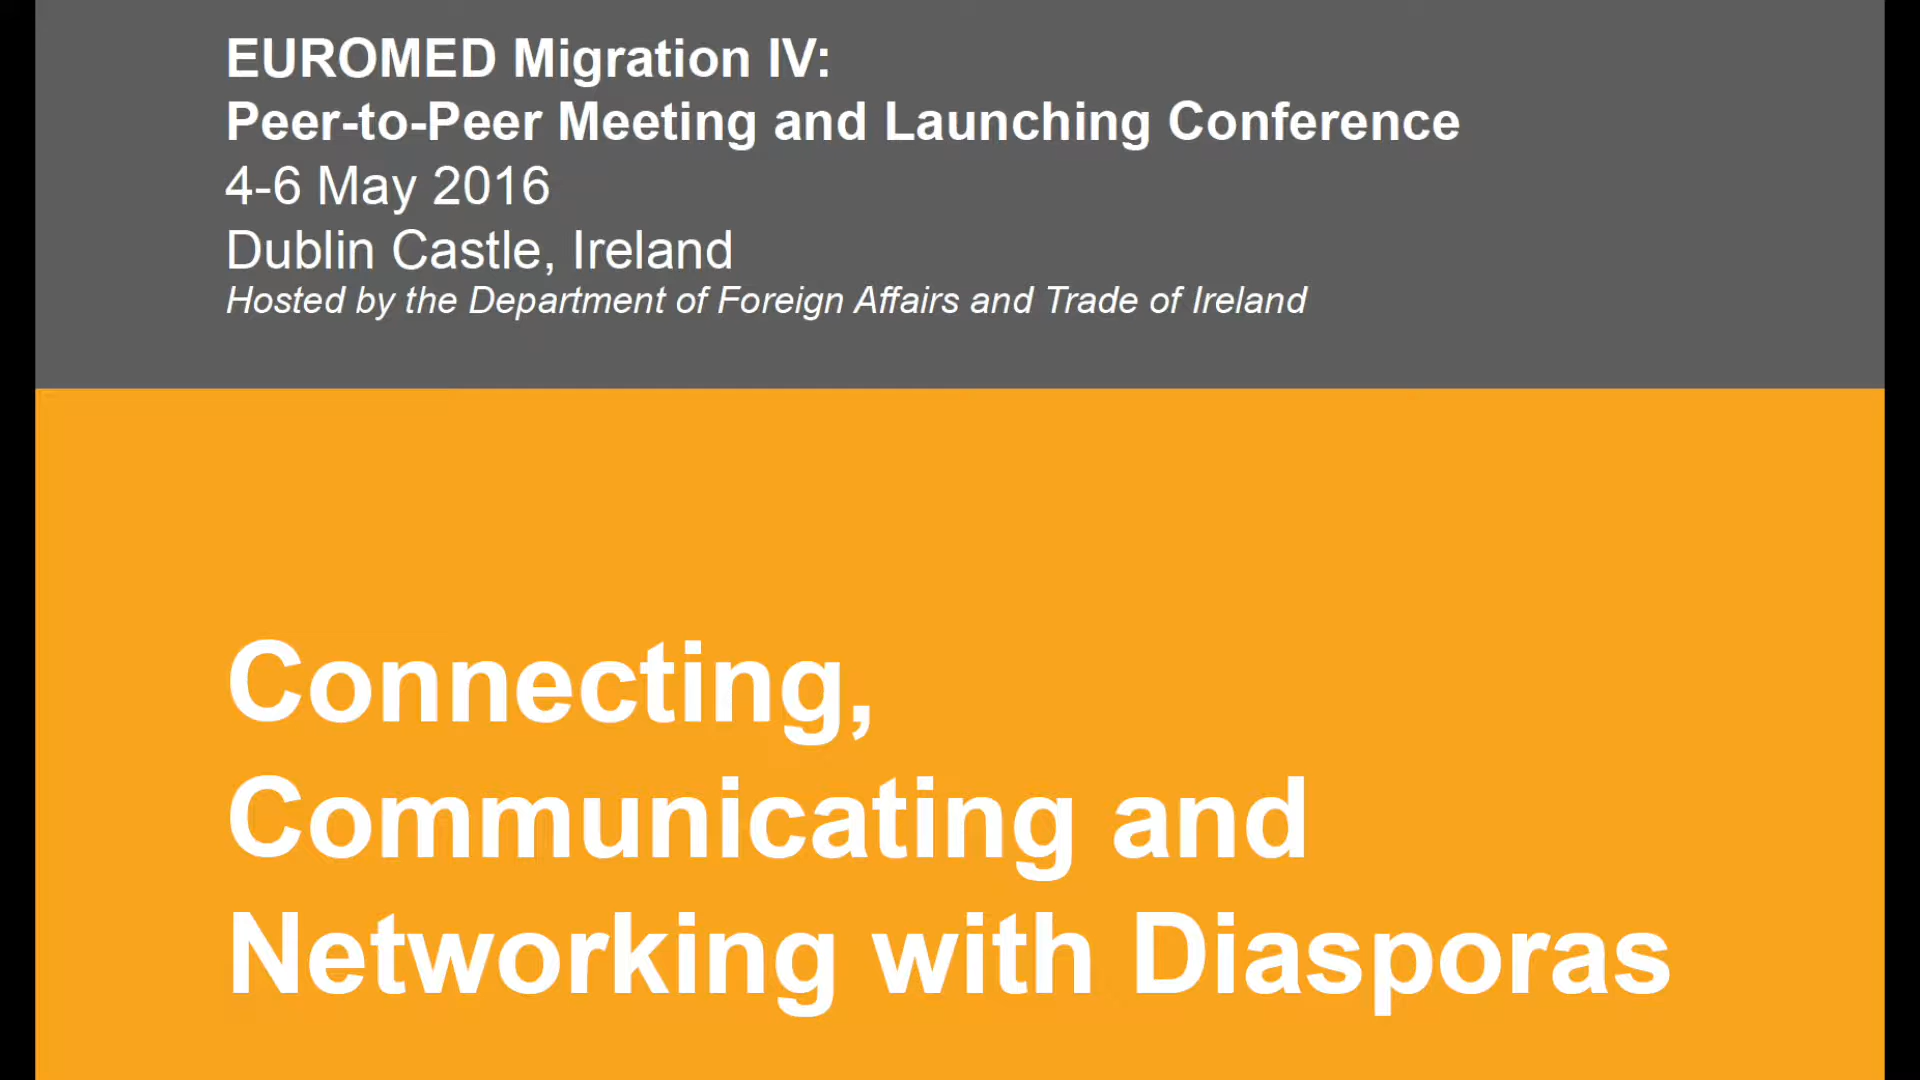 EUROMED Migration IV:
Peer-to-Peer Meeting and Launching Conference
4-6 May 2016
Dublin Castle, Ireland
Hosted by the Department of Foreign Affairs and Trade of Ireland
Connecting,
Communicating and
Networking with Diasporas